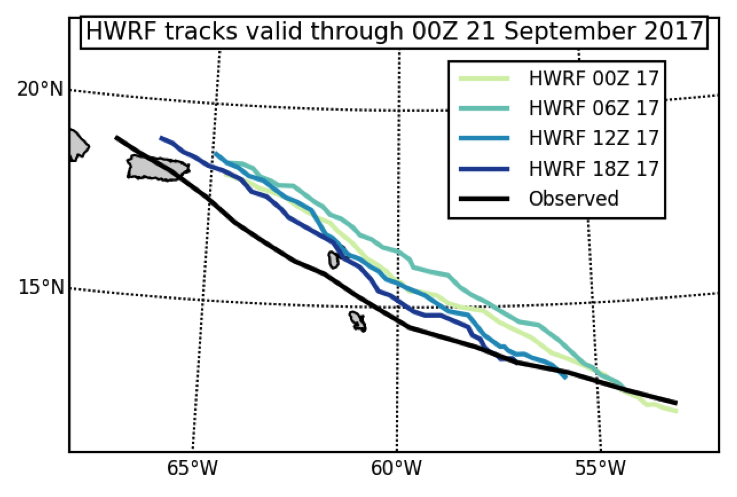 HWRF tracks valid through 00Z 21 September 2017
20°N
HWRF 00Z 17
HWRF 06Z 17
HWRF 12Z 17
HWRF 18Z 17
Observed
15°N
65°W 60°W 55°W